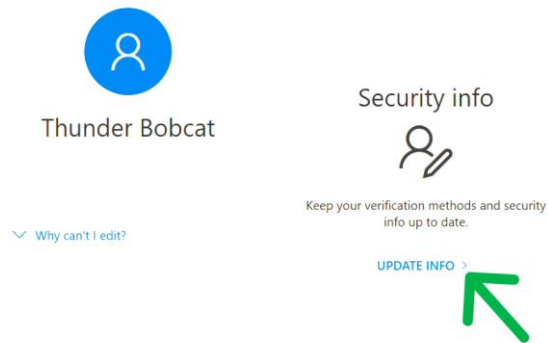 Thunder Bobcat
Why can't I edit?
Security info
Keep your verification methods and security
info up to date.
UPDATE INFO